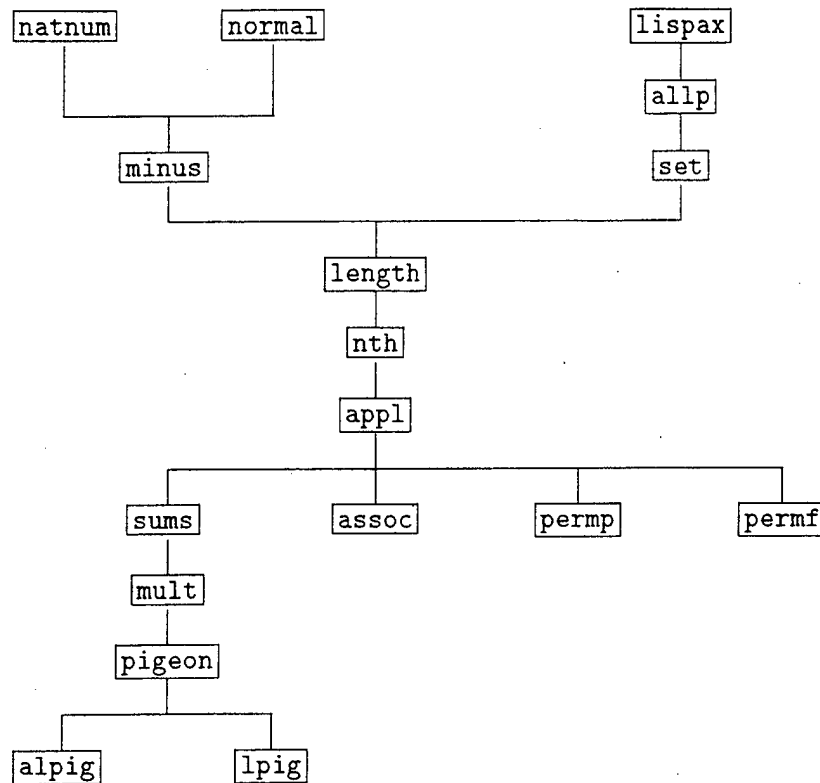 natnum normal lispax
allp
minus set
length
nth
appl
sums assoc permp permf
mult
pigeon
alpig lpig